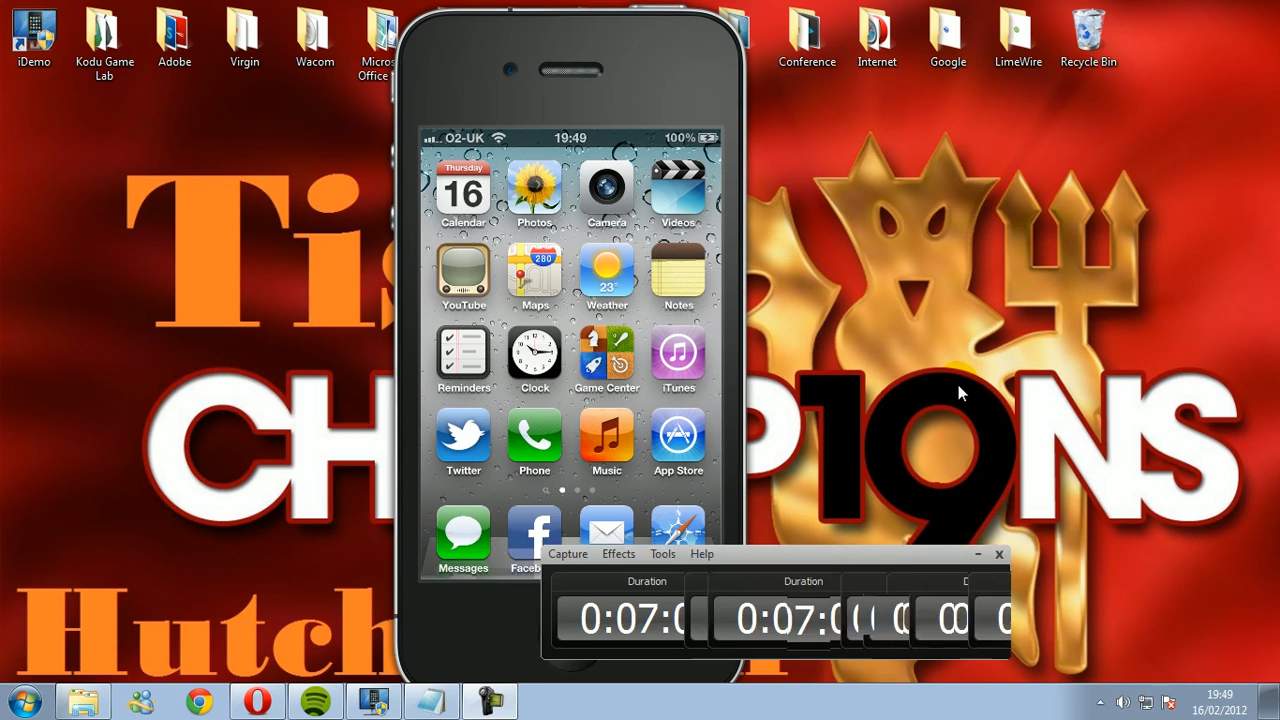 iDemo
Kodu Game
Lab
Adobe
Virgin
Wacom
Micros
Office
Conference
Internet
Google
LimeWire
Recycle Bin
O2-UK 19:49 100%
Thursday
16
280
23°
Calendar Photos Camera Videos
YouTube Maps Weather Notes
Reminders Clock Game Center iTunes
Twitter Phone Music App Store
Messages Faceb
Tis
CH P19NS
Hutch
Capture Effects Tools Help
Duration Duration D
0:07:0 0:07:0
19:49
16/02/2012